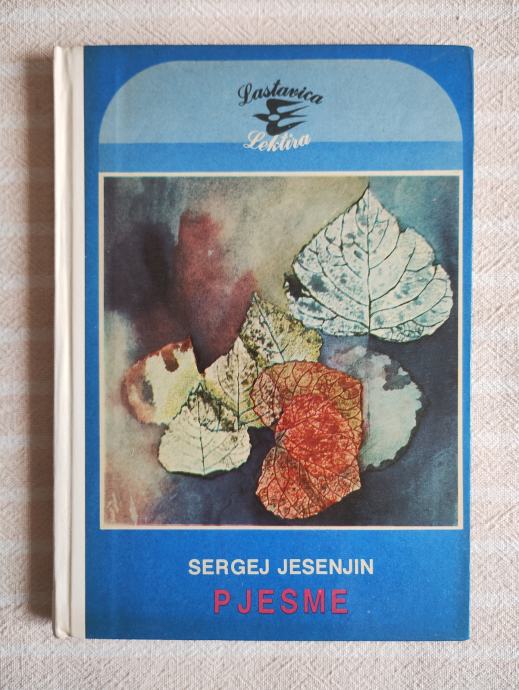 Lastavica
Lektira
SERGEJ JESENJIN
PJESME